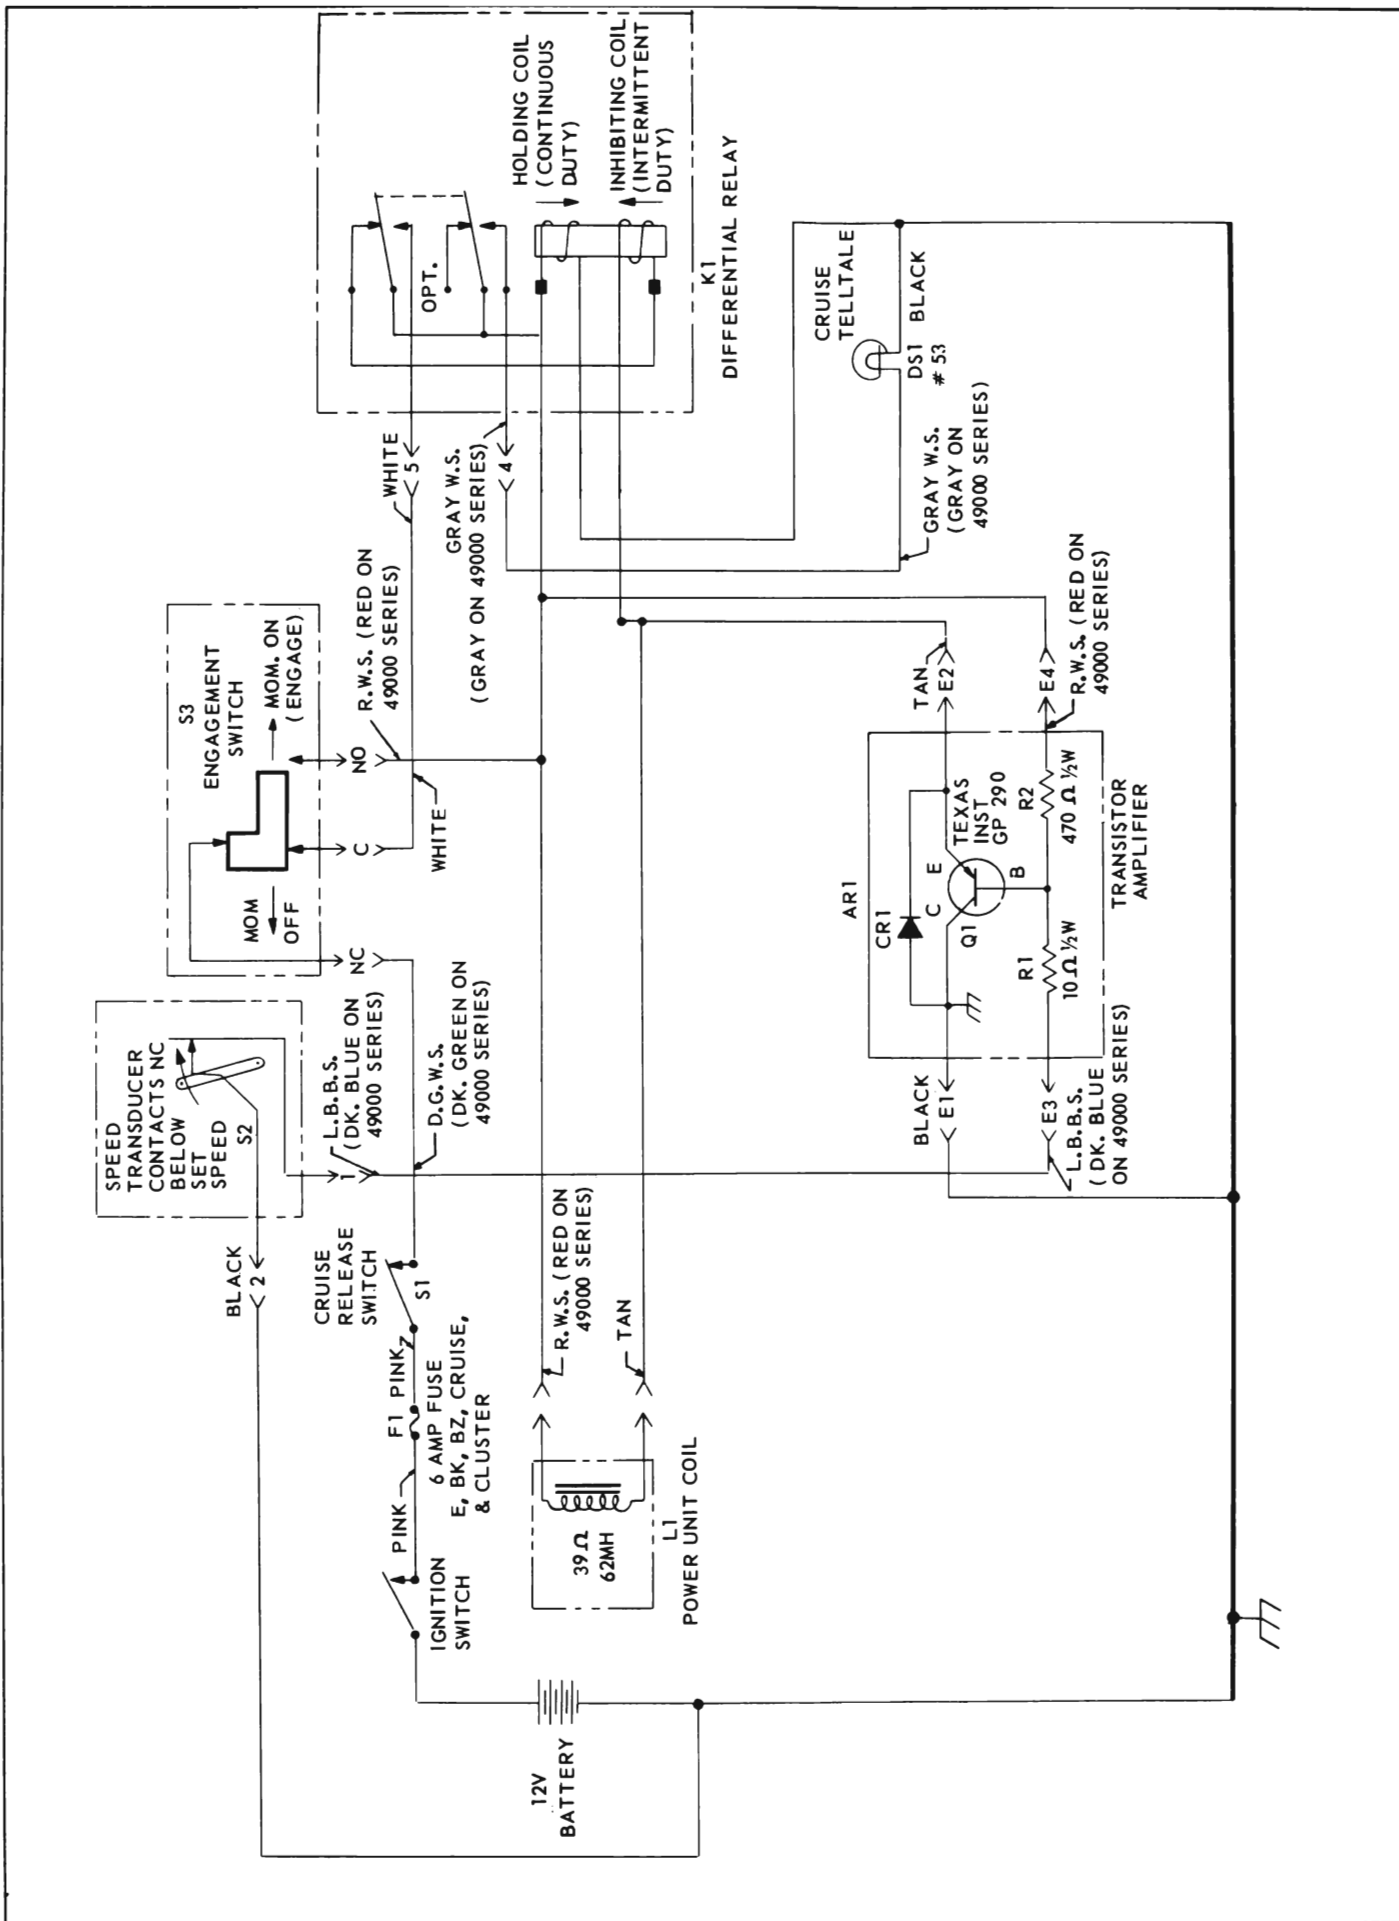 SPEED
TRANSDUCER
CONTACTS NC
BELOW
SET
SPEED
S2
BLACK
2
1
L.B.B.S.
(DK. BLUE ON
49000 SERIES)
S3
ENGAGEMENT
SWITCH
MOM
OFF
MOM. ON
(ENGAGE)
NC
C
NO
D.G.W.S.
(DK. GREEN ON
49000 SERIES)
WHITE
R.W.S. (RED ON
49000 SERIES)
WHITE
5
GRAY W.S.
(GRAY ON 49000 SERIES)
4
OPT.
HOLDING COIL
(CONTINUOUS
DUTY)
INHIBITING COIL
(INTERMITTENT
DUTY)
K1
DIFFERENTIAL RELAY
CRUISE
RELEASE
SWITCH
S1
PINK
F1
6 AMP FUSE
E, BK, BZ, CRUISE,
& CLUSTER
PINK
IGNITION
SWITCH
12V
BATTERY
39Ω
62MH
L1
POWER UNIT COIL
R.W.S. (RED ON
49000 SERIES)
TAN
CRUISE
TELLTALE
DS1
# 53
BLACK
GRAY W.S.
(GRAY ON
49000 SERIES)
TAN
E2
E4
R.W.S. (RED ON
49000 SERIES)
AR1
CR1
C
E
B
Q1
TEXAS
INST
GP 290
R1
10Ω ½W
R2
470 Ω ½W
TRANSISTOR
AMPLIFIER
BLACK
E1
E3
L.B.B.S.
(DK. BLUE
ON 49000 SERIES)